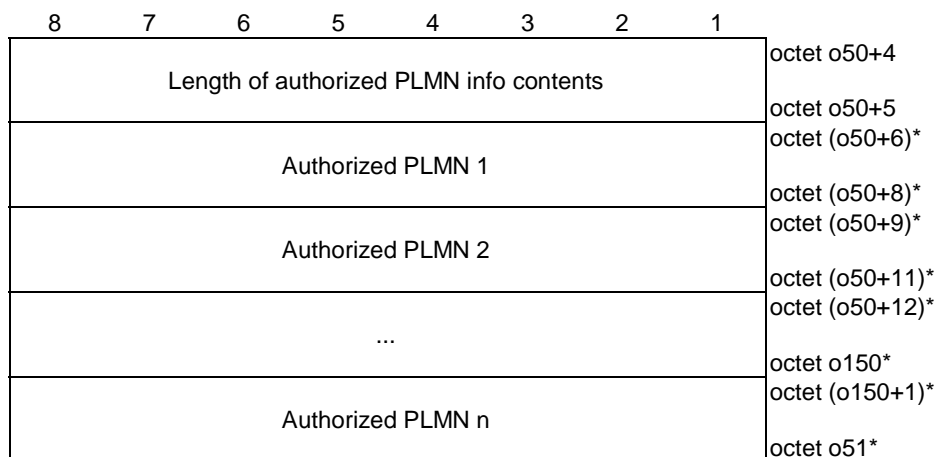 8 7 6 5 4 3 2 1
octet o50+4
Length of authorized PLMN info contents
octet o50+5
octet (o50+6)*
Authorized PLMN 1
octet (o50+8)*
octet (o50+9)*
Authorized PLMN 2
octet (o50+11)*
octet (o50+12)*
...
octet o150*
octet (o150+1)*
Authorized PLMN n
octet o51*